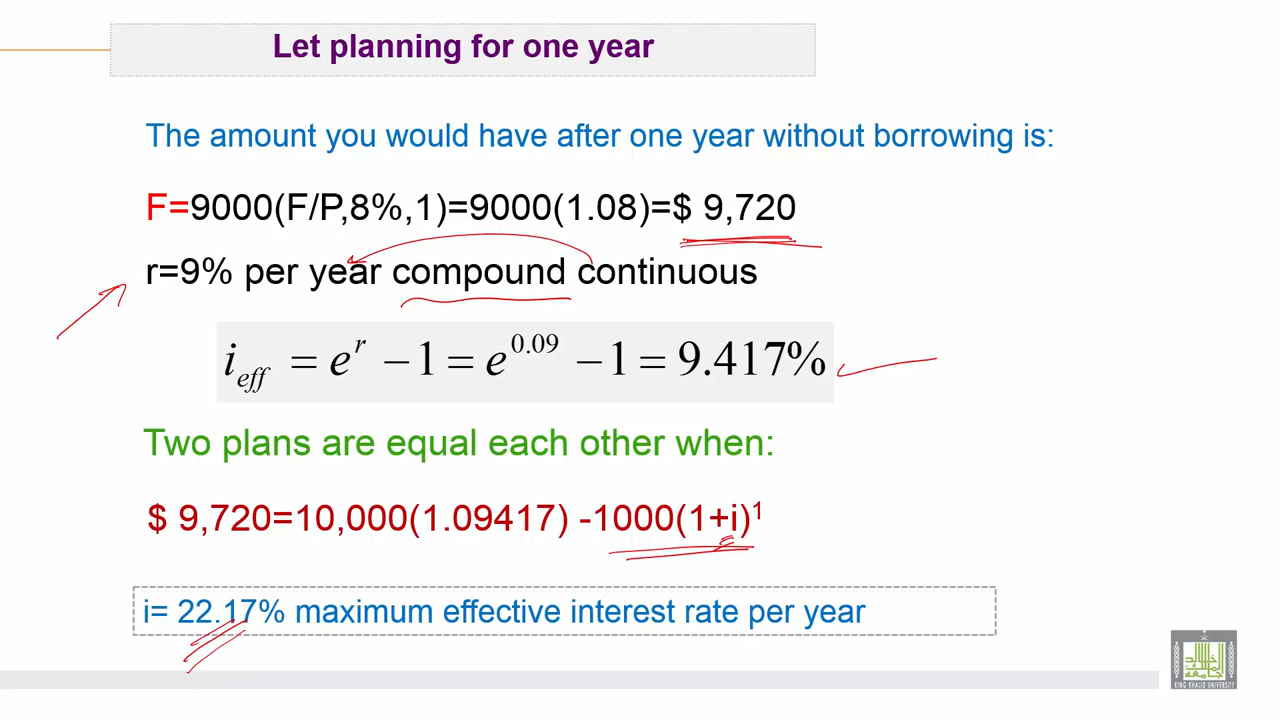 Let planning for one year
The amount you would have after one year without borrowing is:
F=9000(F/P,8%,1)=9000(1.08)=$ 9,720
r=9% per year compound continuous
i_eff = e^r − 1 = e^0.09 − 1 = 9.417%
Two plans are equal each other when:
$ 9,720=10,000(1.09417) -1000(1+i)^1
i= 22.17% maximum effective interest rate per year
KING KHALID UNIVERSITY